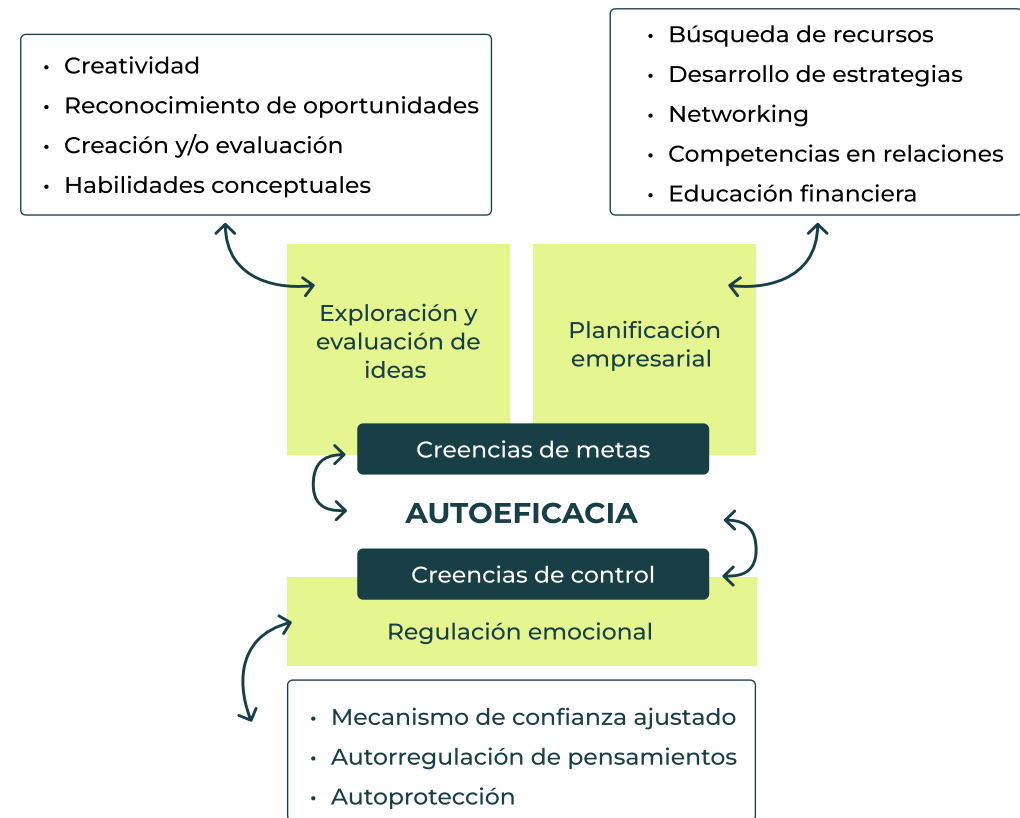 • Creatividad
• Reconocimiento de oportunidades
• Creación y/o evaluación
• Habilidades conceptuales
• Búsqueda de recursos
• Desarrollo de estrategias
• Networking
• Competencias en relaciones
• Educación financiera
Exploración y
evaluación de
ideas
Planificación
empresarial
Creencias de metas
AUTOEFICACIA
Creencias de control
Regulación emocional
• Mecanismo de confianza ajustado
• Autorregulación de pensamientos
• Autoprotección